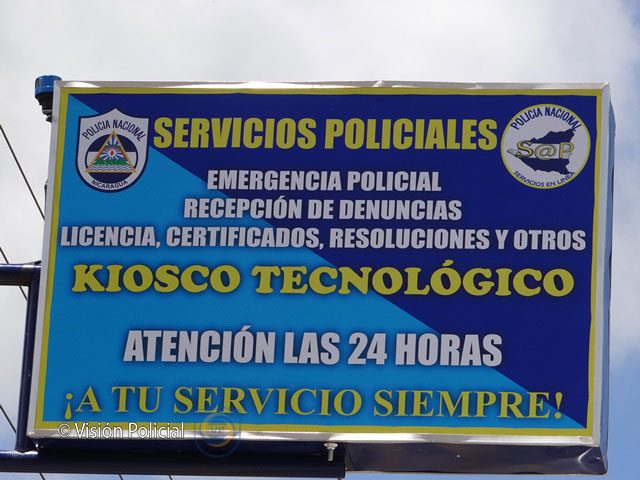 POLICIA NACIONAL
NICARAGUA
SERVICIOS POLICIALES
POLICIA NACIONAL
S@P
SERVICIOS EN LINEA
EMERGENCIA POLICIAL
RECEPCIÓN DE DENUNCIAS
LICENCIA, CERTIFICADOS, RESOLUCIONES Y OTROS
KIOSCO TECNOLÓGICO
ATENCIÓN LAS 24 HORAS
¡A TU SERVICIO SIEMPRE!
© Visión Policial